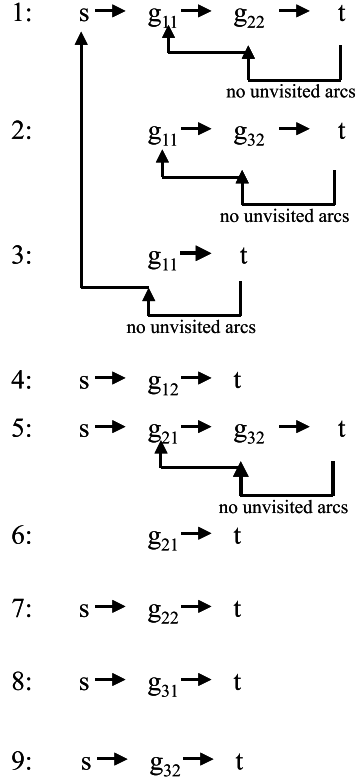 1: s → g₁₁ → g₂₂ → t
no unvisited arcs
2: g₁₁ → g₃₂ → t
no unvisited arcs
3: g₁₁ → t
no unvisited arcs
4: s → g₁₂ → t
5: s → g₂₁ → g₃₂ → t
no unvisited arcs
6: g₂₁ → t
7: s → g₂₂ → t
8: s → g₃₁ → t
9: s → g₃₂ → t